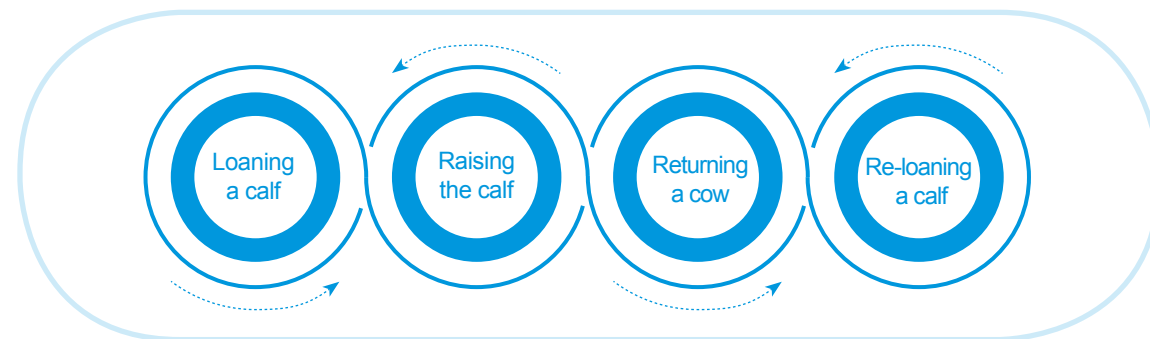 Loaning
a calf
Raising
the calf
Returning
a cow
Re-loaning
a calf